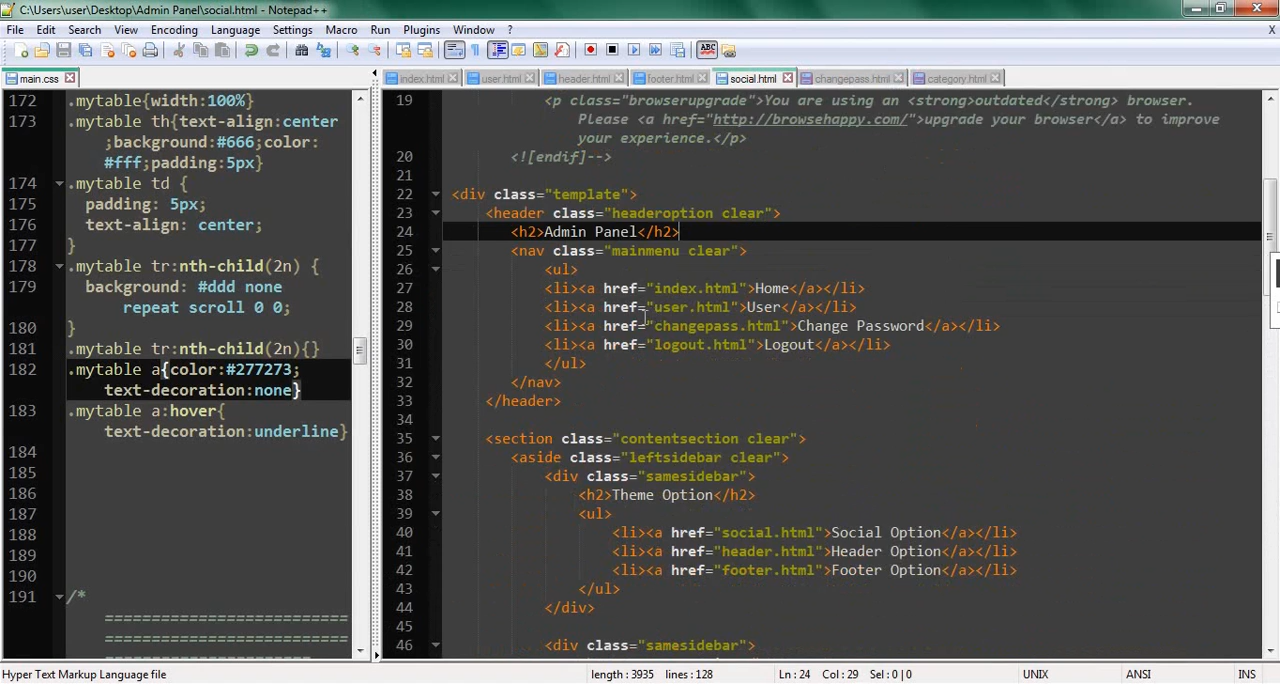 C:\Users\user\Desktop\Admin Panel\social.html - Notepad++
File Edit Search View Encoding Language Settings Macro Run Plugins Window ? X
main.css
172 .mytable{width:100%}
173 .mytable th{text-align:center
;background:#666;color:
#fff;padding:5px}
174 .mytable td {
175 padding: 5px;
176 text-align: center;
177 }
178 .mytable tr:nth-child(2n) {
179 background: #ddd none
repeat scroll 0 0;
180 }
181 .mytable tr:nth-child(2n){}
182 .mytable a{color:#277273;
text-decoration:none}
183 .mytable a:hover{
text-decoration:underline}
184
185
186
187
188
189
190
191 /*
==========================
==========================
======================
index.html user.html header.html footer.html social.html changepass.html category.html
19 <p class="browserupgrade">You are using an <strong>outdated</strong> browser.
Please <a href="http://browsehappy.com/">upgrade your browser</a> to improve
your experience.</p>
20 <![endif]-->
21
22 <div class="template">
23 <header class="headeroption clear">
24 <h2>Admin Panel</h2>
25 <nav class="mainmenu clear">
26 <ul>
27 <li><a href="index.html">Home</a></li>
28 <li><a href="user.html">User</a></li>
29 <li><a href="changepass.html">Change Password</a></li>
30 <li><a href="logout.html">Logout</a></li>
31 </ul>
32 </nav>
33 </header>
34
35 <section class="contentsection clear">
36 <aside class="leftsidebar clear">
37 <div class="samesidebar">
38 <h2>Theme Option</h2>
39 <ul>
40 <li><a href="social.html">Social Option</a></li>
41 <li><a href="header.html">Header Option</a></li>
42 <li><a href="footer.html">Footer Option</a></li>
43 </ul>
44 </div>
45
46 <div class="samesidebar">
Hyper Text Markup Language file length : 3935 lines : 128 Ln : 24 Col : 29 Sel : 0 | 0 UNIX ANSI INS